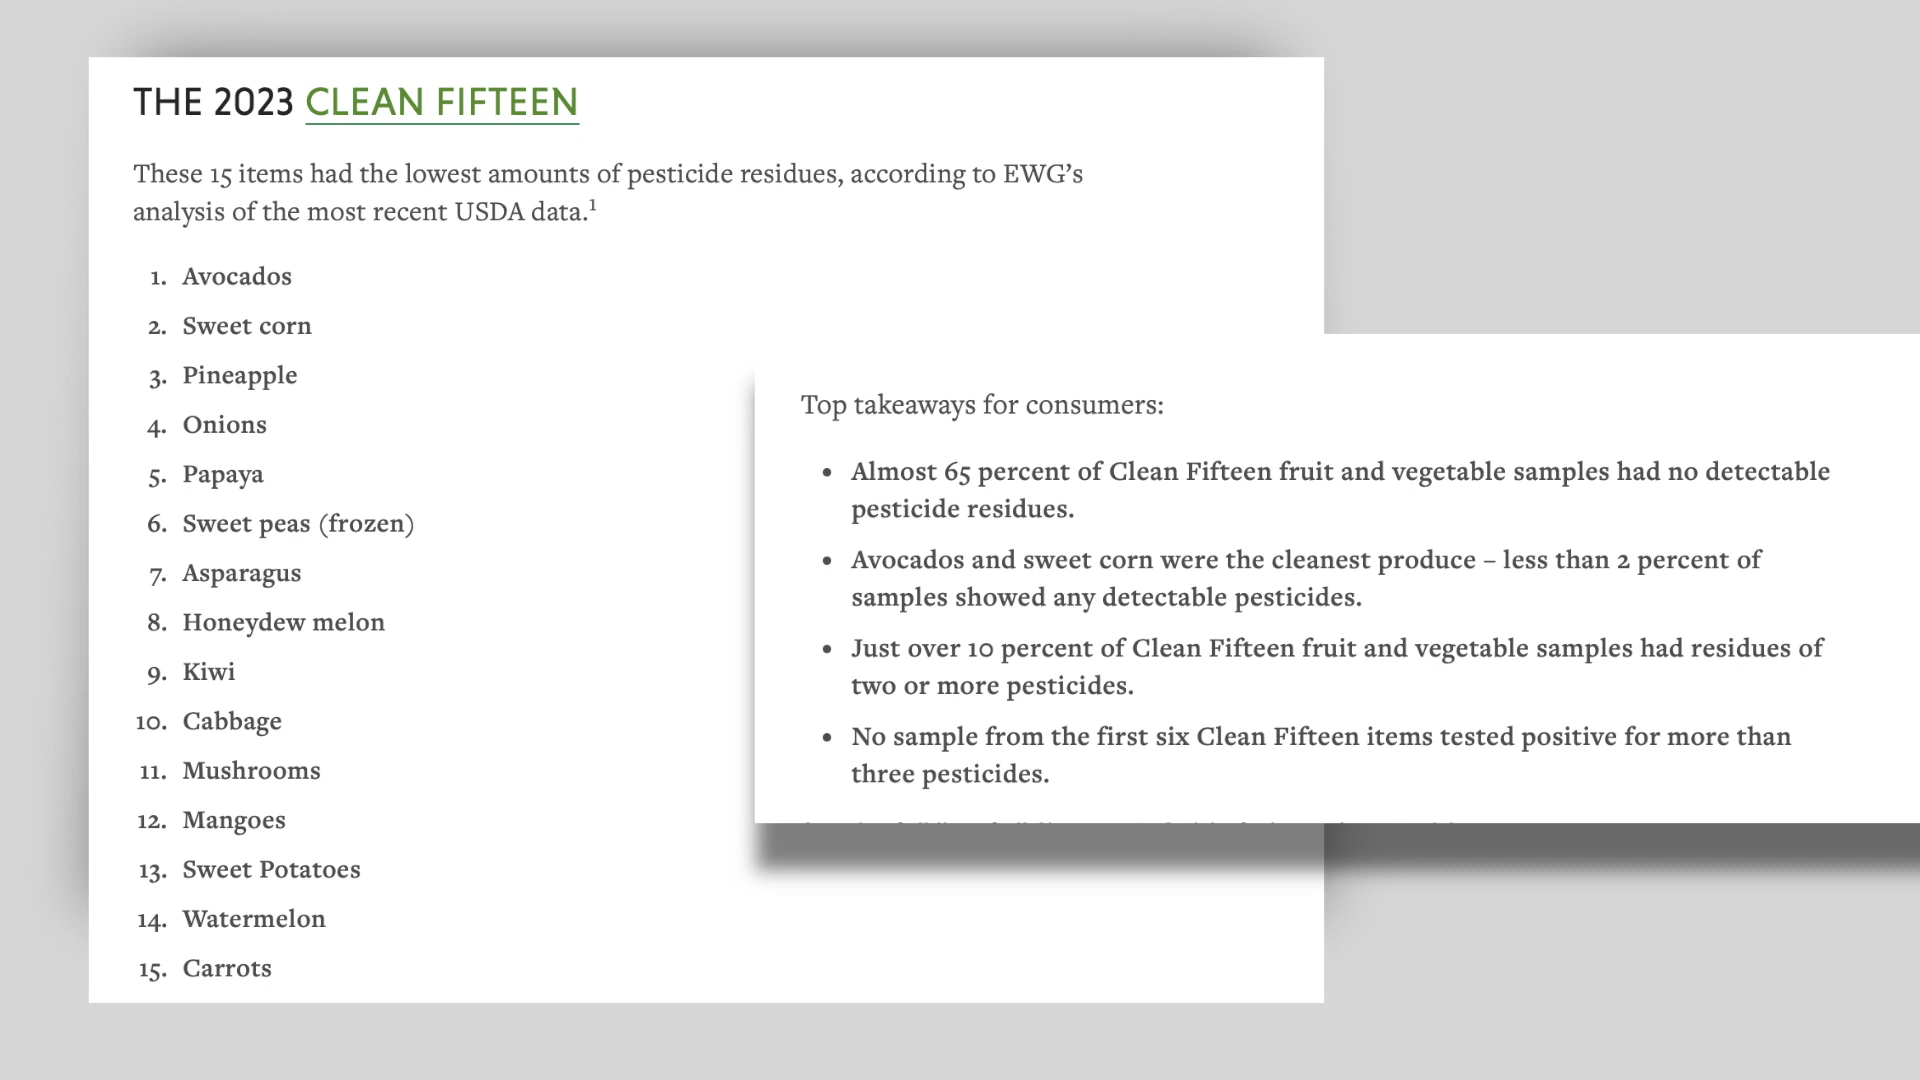 THE 2023 CLEAN FIFTEEN
These 15 items had the lowest amounts of pesticide residues, according to EWG’s
analysis of the most recent USDA data.¹
1. Avocados
2. Sweet corn
3. Pineapple
4. Onions
5. Papaya
6. Sweet peas (frozen)
7. Asparagus
8. Honeydew melon
9. Kiwi
10. Cabbage
11. Mushrooms
12. Mangoes
13. Sweet Potatoes
14. Watermelon
15. Carrots
Top takeaways for consumers:
• Almost 65 percent of Clean Fifteen fruit and vegetable samples had no detectable
pesticide residues.
• Avocados and sweet corn were the cleanest produce – less than 2 percent of
samples showed any detectable pesticides.
• Just over 10 percent of Clean Fifteen fruit and vegetable samples had residues of
two or more pesticides.
• No sample from the first six Clean Fifteen items tested positive for more than
three pesticides.